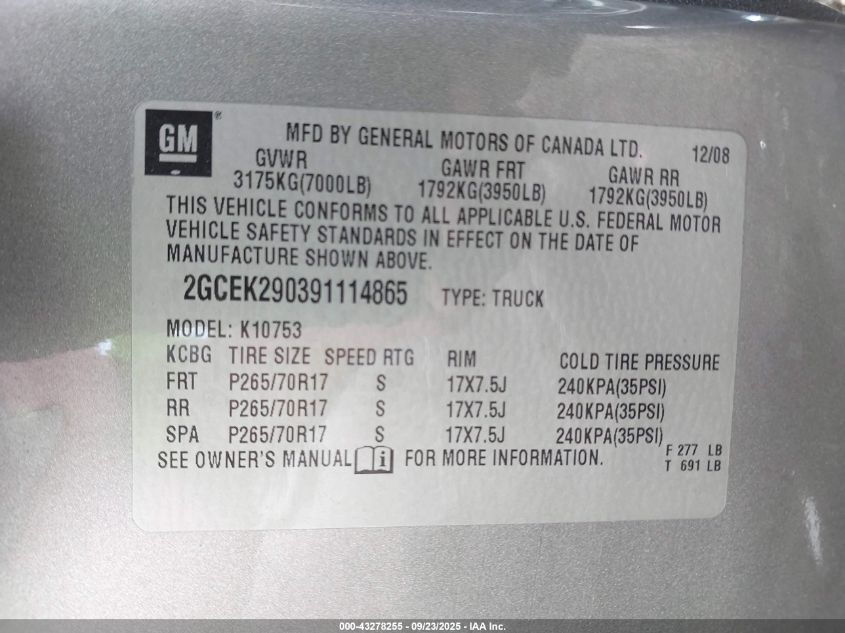 GM®
MFD BY GENERAL MOTORS OF CANADA LTD. 12/08
GVWR GAWR FRT GAWR RR
3175KG(7000LB) 1792KG(3950LB) 1792KG(3950LB)
THIS VEHICLE CONFORMS TO ALL APPLICABLE U.S. FEDERAL MOTOR
VEHICLE SAFETY STANDARDS IN EFFECT ON THE DATE OF
MANUFACTURE SHOWN ABOVE.
2GCEK290391114865 TYPE: TRUCK
MODEL: K10753
KCBG TIRE SIZE SPEED RTG RIM COLD TIRE PRESSURE
FRT P265/70R17 S 17X7.5J 240KPA(35PSI)
RR P265/70R17 S 17X7.5J 240KPA(35PSI)
SPA P265/70R17 S 17X7.5J 240KPA(35PSI)
SEE OWNER'S MANUAL i FOR MORE INFORMATION.
F 277 LB
T 691 LB
000-43278255 - 09/23/2025 - IAA Inc.